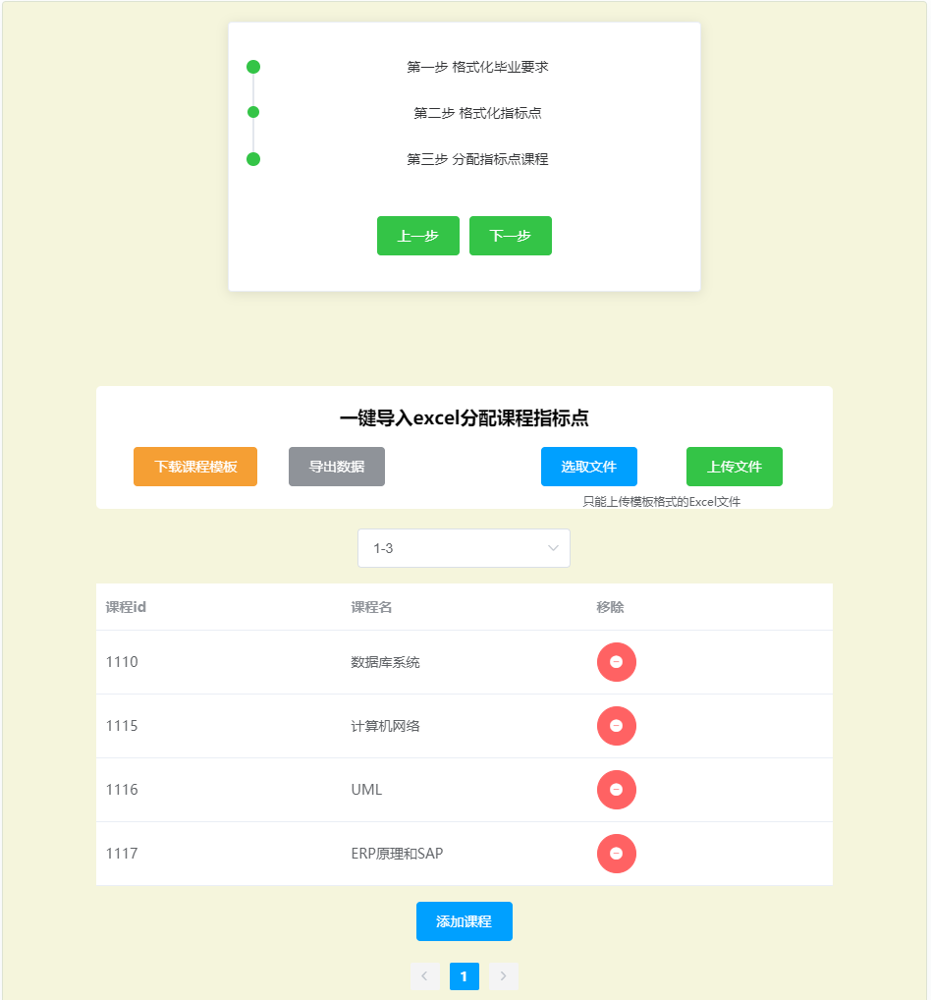 第一步 格式化毕业要求
第二步 格式化指标点
第三步 分配指标点课程
上一步 下一步
一键导入excel分配课程指标点
下载课程模板 导出数据 选取文件 上传文件
只能上传模板格式的Excel文件
1-3
课程id 课程名 移除
1110 数据库系统
1115 计算机网络
1116 UML
1117 ERP原理和SAP
添加课程
1